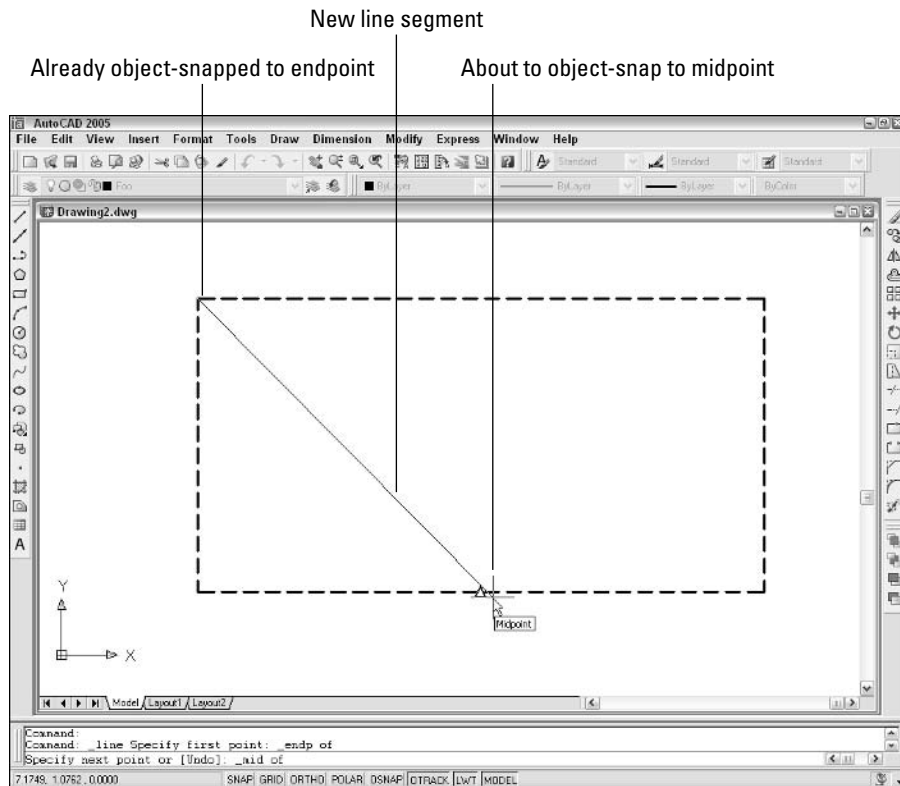 New line segment
Already object-snapped to endpoint
About to object-snap to midpoint
AutoCAD 2005
File Edit View Insert Format Tools Draw Dimension Modify Express Window Help
Standard Standard Standard
Foo ByLayer ByLayer ByLayer ByColor
Drawing2.dwg
A
Y
X
Midpoint
Model Layout1 Layout2
Command:
Command: _line Specify first point: _endp of
Specify next point or [Undo]: _mid of
7.1749, 1.0762, 0.0000 SNAP GRID ORTHO POLAR OSNAP OTRACK LWT MODEL